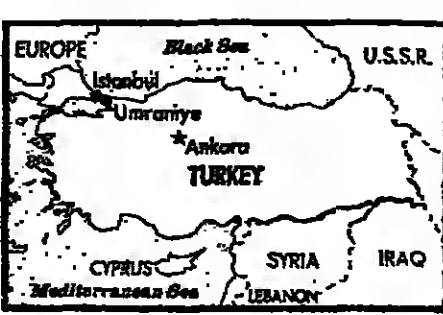 EUROPE
Black Sea
U.S.S.R.
Istanbul
Umraniye
Ankara
TURKEY
CYPRUS
SYRIA
IRAQ
Mediterranean Sea
LEBANON